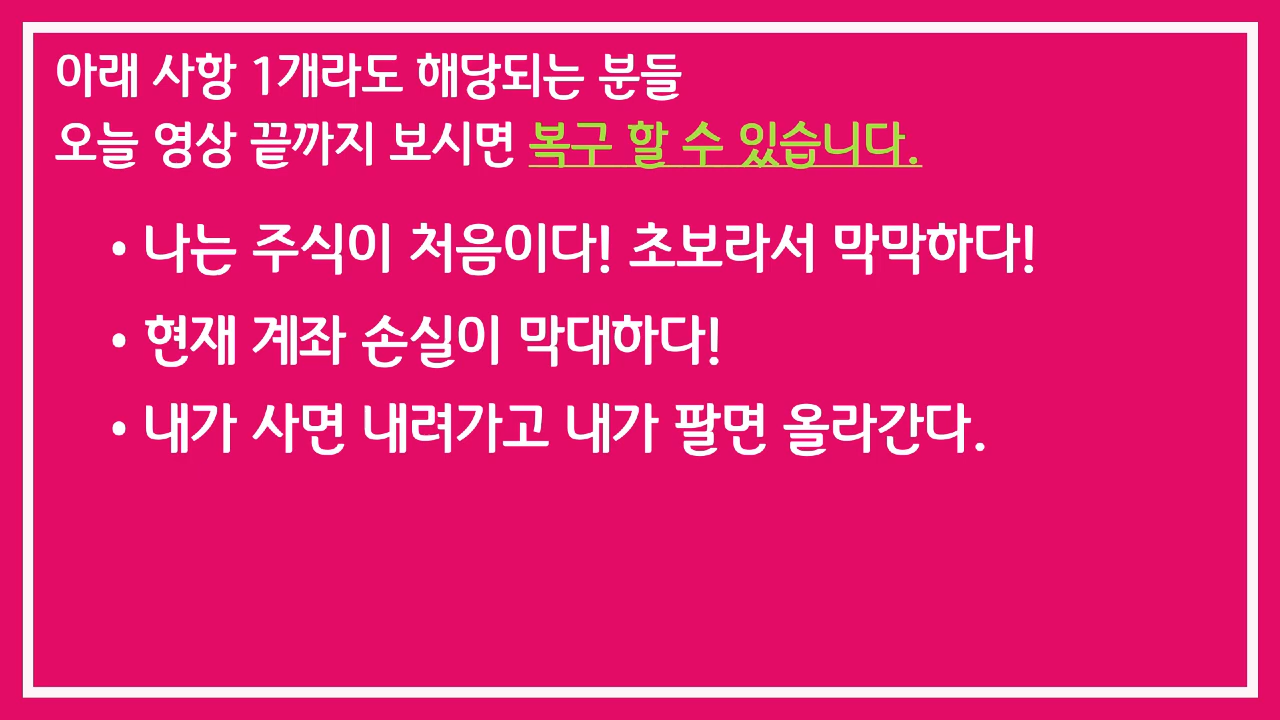 아래 사항 1개라도 해당되는 분들
오늘 영상 끝까지 보시면 복구 할 수 있습니다.
• 나는 주식이 처음이다! 초보라서 막막하다!
• 현재 계좌 손실이 막대하다!
• 내가 사면 내려가고 내가 팔면 올라간다.